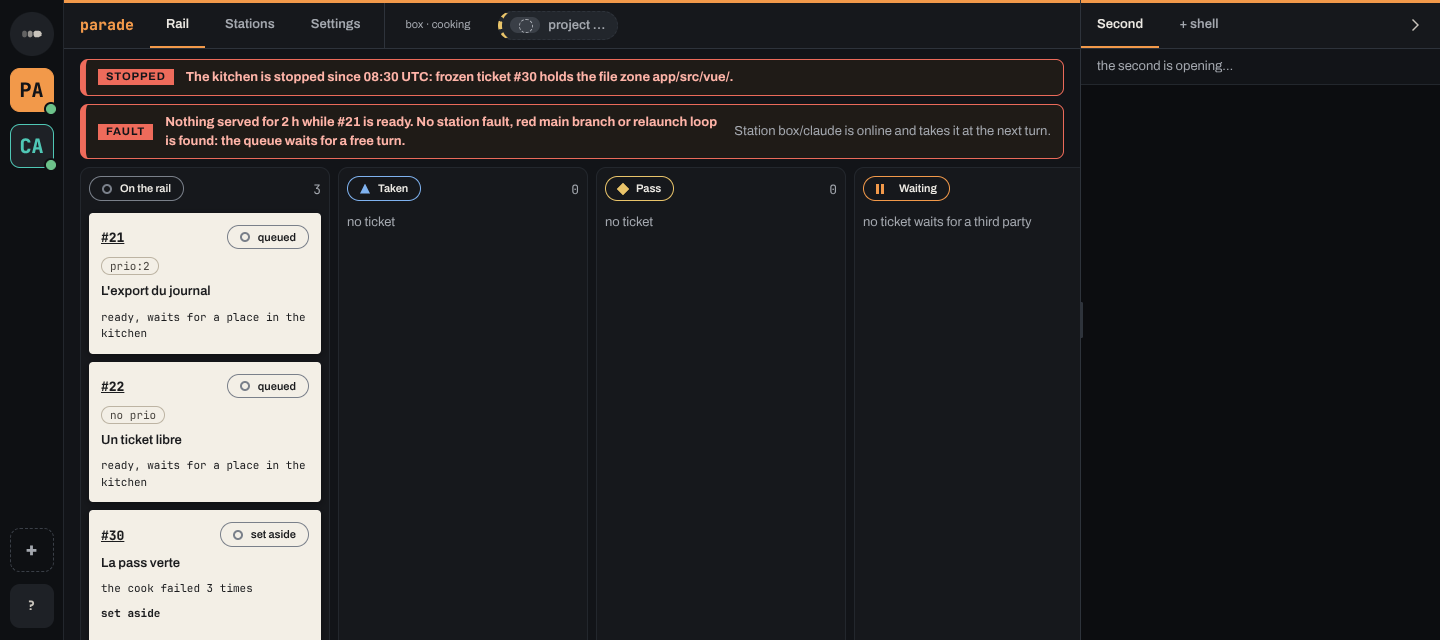 parade
Rail
Stations
Settings
box · cooking
project ...
Second
+ shell
PA
CA
+
?
STOPPED
The kitchen is stopped since 08:30 UTC: frozen ticket #30 holds the file zone app/src/vue/.
FAULT
Nothing served for 2 h while #21 is ready. No station fault, red main branch or relaunch loop
is found: the queue waits for a free turn.
Station box/claude is online and takes it at the next turn.
the second is opening...
On the rail
3
#21
queued
prio:2
L'export du journal
ready, waits for a place in the
kitchen
#22
queued
no prio
Un ticket libre
ready, waits for a place in the
kitchen
#30
set aside
La pass verte
the cook failed 3 times
set aside
Taken
0
no ticket
Pass
0
no ticket
Waiting
no ticket waits for a third party